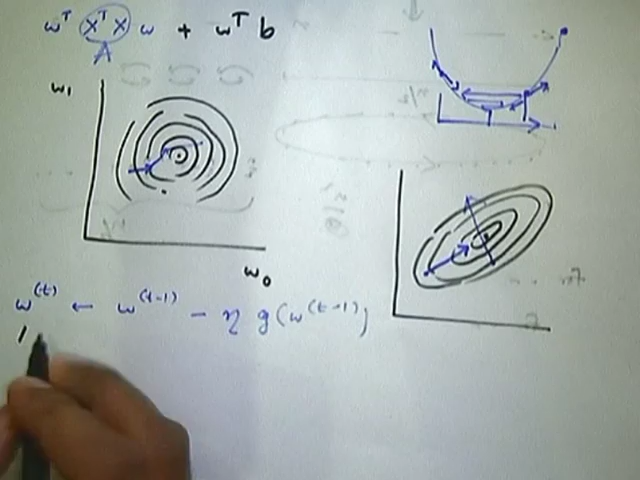 wᵀ XᵀX w + wᵀ b
A
w₁
w₀
w⁽ᵗ⁾ ← w⁽ᵗ⁻¹⁾ − η g(w⁽ᵗ⁻¹⁾)